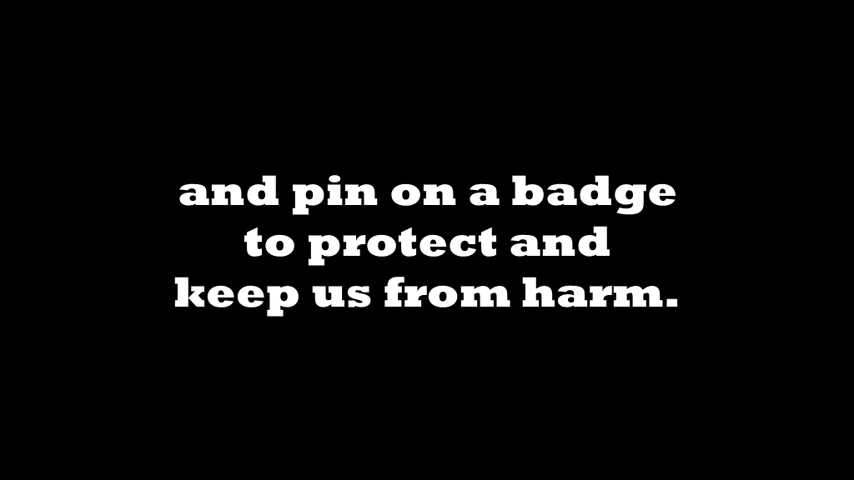 and pin on a badge
to protect and
keep us from harm.